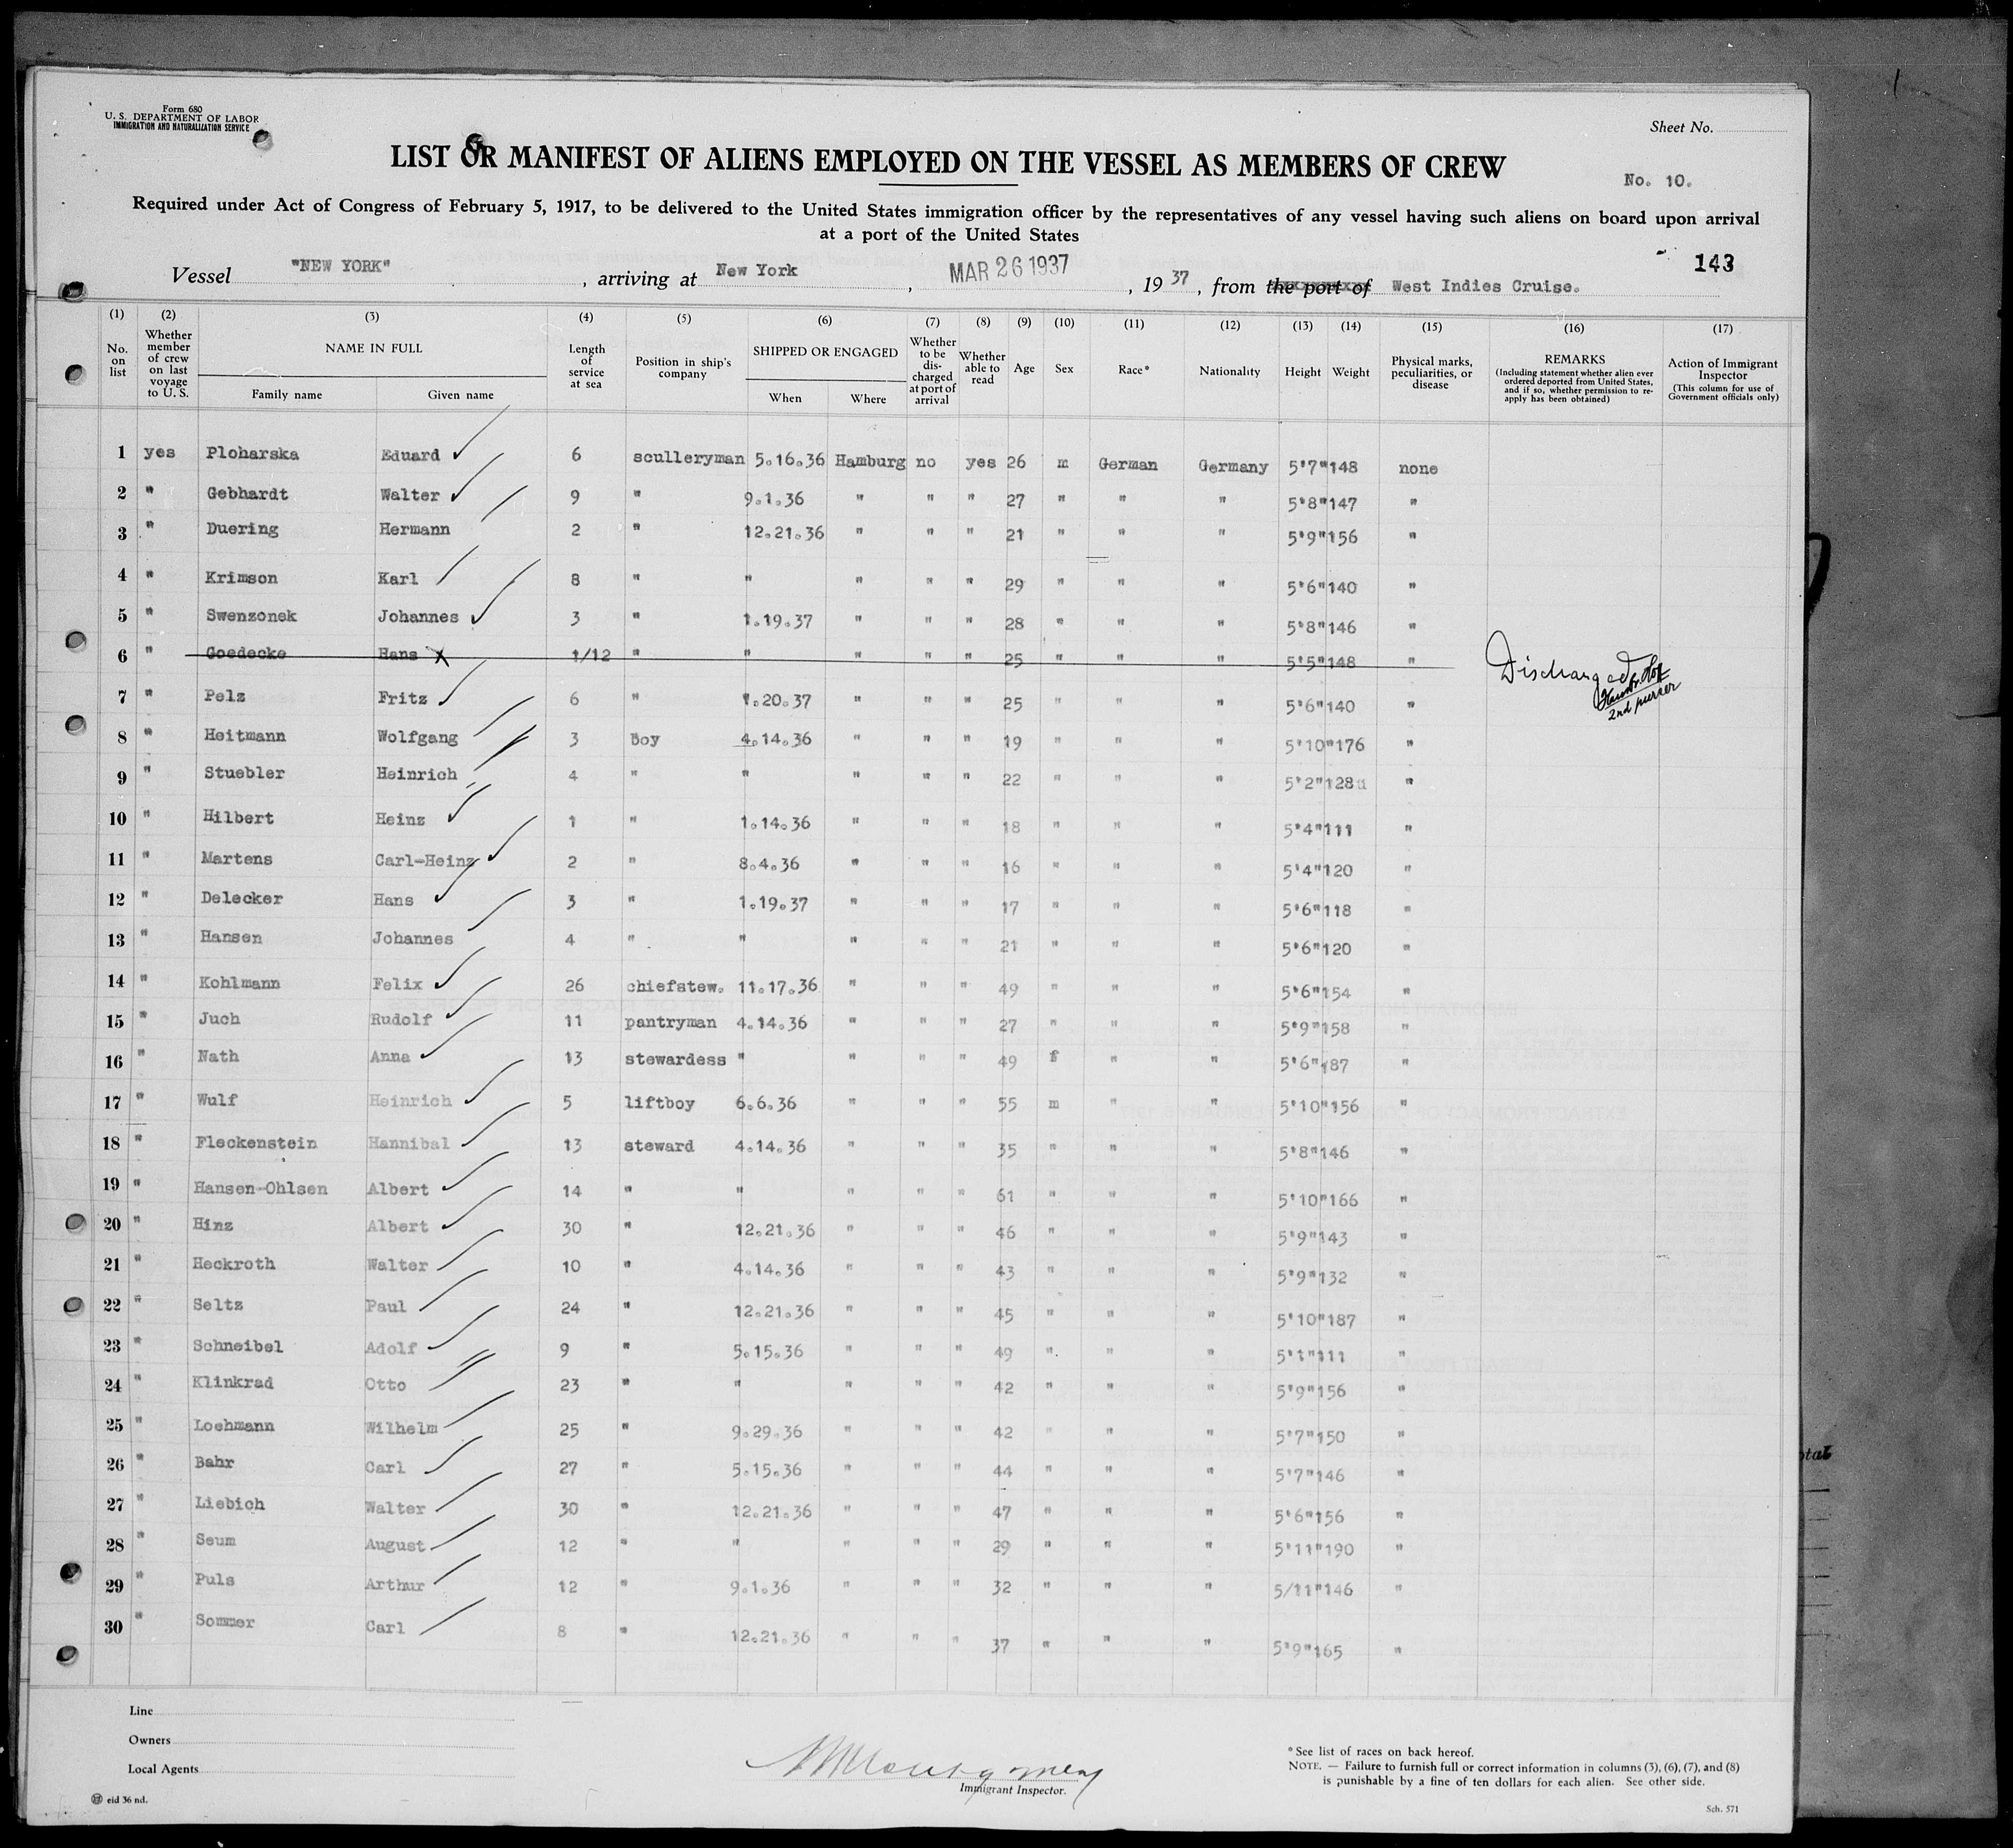 Form 680
U. S. DEPARTMENT OF LABOR
IMMIGRATION AND NATURALIZATION SERVICE
Sheet No.
LIST OR MANIFEST OF ALIENS EMPLOYED ON THE VESSEL AS MEMBERS OF CREW
No. 10.
Required under Act of Congress of February 5, 1917, to be delivered to the United States immigration officer by the representatives of any vessel having such aliens on board upon arrival
at a port of the United States
143
Vessel "NEW YORK" , arriving at New York , MAR 26 1937 , 19 37 , from the port of West Indies Cruise.
(1) (2) (3) (4) (5) (6) (7) (8) (9) (10) (11) (12) (13) (14) (15) (16) (17)
No. on list
Whether member of crew on last voyage to U. S.
NAME IN FULL
Family name
Given name
Length of service at sea
Position in ship's company
SHIPPED OR ENGAGED
When
Where
Whether to be discharged at port of arrival
Whether able to read
Age
Sex
Race*
Nationality
Height
Weight
Physical marks, peculiarities, or disease
REMARKS
(Including statement whether alien ever ordered deported from United States, and if so, whether permission to re-apply has been obtained)
Action of Immigrant Inspector
(This column for use of Government officials only)
1 yes Ploharska Eduard 6 sculleryman 5.16.36 Hamburg no yes 26 m German Germany 5'7" 148 none
2 " Gebhardt Walter 9 " 9.1.36 " " " 27 " " " 5'8" 147 "
3 " Duering Hermann 2 " 12.21.36 " " " 21 " " " 5'9" 156 "
4 " Krimson Karl 8 " " " " " 29 " " " 5'6" 140 "
5 " Swenzonek Johannes 3 " 1.19.37 " " " 28 " " " 5'8" 146 "
6 " Goedecke Hans X 1/12 " " " " " 25 " " " 5'5" 148 " Discharged
2nd purser
7 " Pelz Fritz 6 " 1.20.37 " " " 25 " " " 5'6" 140 "
8 " Heitmann Wolfgang 3 Boy 4.14.36 " " " 19 " " " 5'10" 176 "
9 " Stuebler Heinrich 4 " " " " " 22 " " " 5'2" 128 "
10 " Hilbert Heinz 1 " 1.14.36 " " " 18 " " " 5'4" 111 "
11 " Martens Carl-Heinz 2 " 8.4.36 " " " 16 " " " 5'4" 120 "
12 " Delecker Hans 3 " 1.19.37 " " " 17 " " " 5'6" 118 "
13 " Hansen Johannes 4 " " " " " 21 " " " 5'6" 120 "
14 " Kohlmann Felix 26 chiefstew. 11.17.36 " " " 49 " " " 5'6" 154 "
15 " Juch Rudolf 11 pantryman 4.14.36 " " " 27 " " " 5'9" 158 "
16 " Nath Anna 13 stewardess " " " " 49 f " " 5'6" 187 "
17 " Wulf Heinrich 5 liftboy 6.6.36 " " " 55 m " " 5'10" 156 "
18 " Fleckenstein Hannibal 13 steward 4.14.36 " " " 35 " " " 5'8" 146 "
19 " Hansen-Ohlsen Albert 14 " " " " " 61 " " " 5'10" 166 "
20 " Hinz Albert 30 " 12.21.36 " " " 46 " " " 5'9" 143 "
21 " Heckroth Walter 10 " 4.14.36 " " " 43 " " " 5'9" 132 "
22 " Seltz Paul 24 " 12.21.36 " " " 45 " " " 5'10" 187 "
23 " Schneibel Adolf 9 " 5.15.36 " " " 49 " " " 5'1" 111 "
24 " Klinkrad Otto 23 " " " " " 42 " " " 5'9" 156 "
25 " Loehmann Wilhelm 25 " 9.29.36 " " " 42 " " " 5'7" 150 "
26 " Bahr Carl 27 " 5.15.36 " " " 44 " " " 5'7" 146 "
27 " Liebich Walter 30 " 12.21.36 " " " 47 " " " 5'6" 156 "
28 " Seum August 12 " " " " " 29 " " " 5'11" 190 "
29 " Puls Arthur 12 " 9.1.36 " " " 32 " " " 5/11" 146 "
30 " Sommer Carl 8 " 12.21.36 " " " 37 " " " 5'9" 165 "
Line
Owners
Local Agents
Immigrant Inspector.
* See list of races on back hereof.
NOTE. — Failure to furnish full or correct information in columns (3), (6), (7), and (8)
is punishable by a fine of ten dollars for each alien. See other side.
eid 36 nd.
Sch. 571